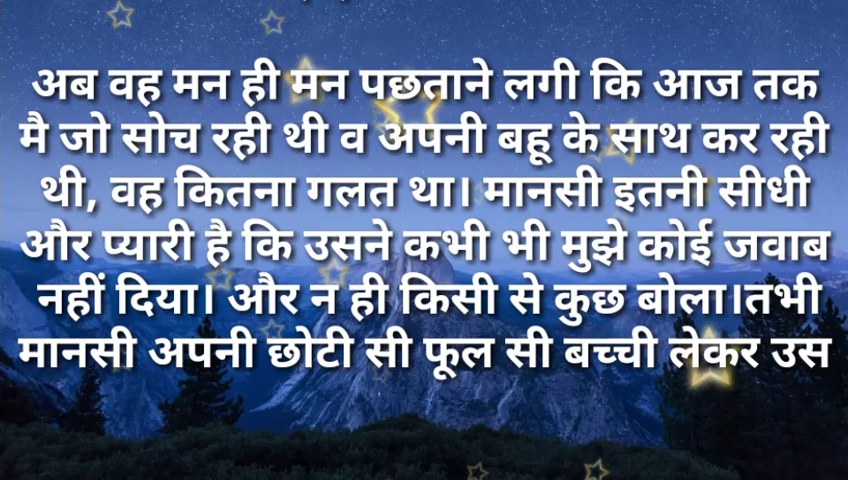 अब वह मन ही मन पछताने लगी कि आज तक
मै जो सोच रही थी व अपनी बहू के साथ कर रही
थी, वह कितना गलत था। मानसी इतनी सीधी
और प्यारी है कि उसने कभी भी मुझे कोई जवाब
नहीं दिया। और न ही किसी से कुछ बोला।तभी
मानसी अपनी छोटी सी फूल सी बच्ची लेकर उस